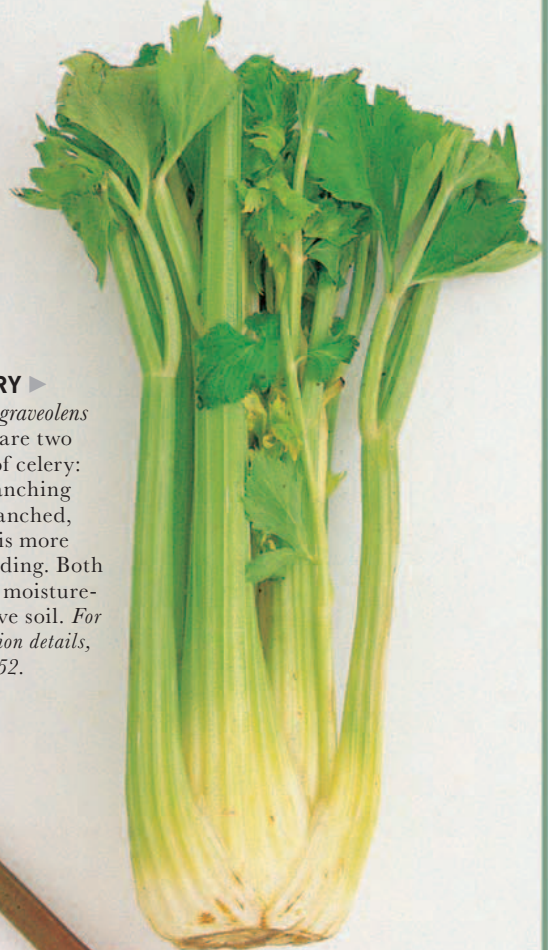 RY ▶
graveolens
are two
of celery:
anching
anched,
is more
ding. Both
moisture-
ve soil. For
ion details,
52.